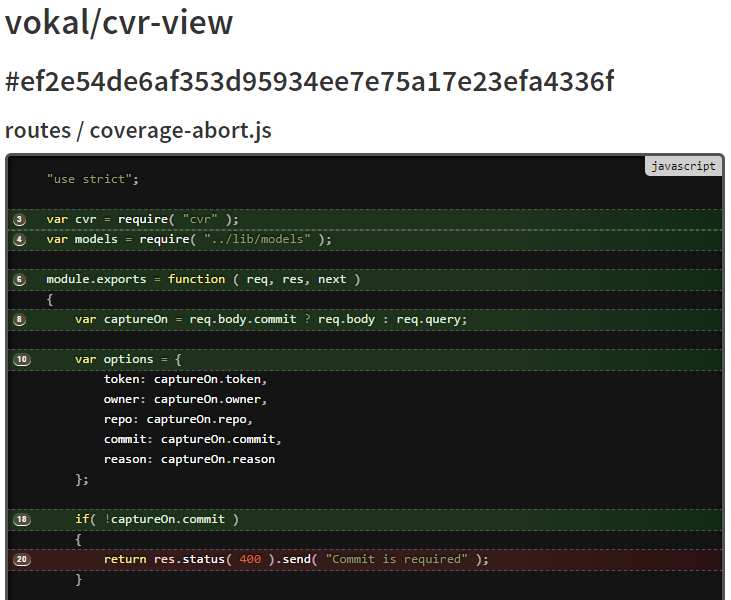 vokal/cvr-view
#ef2e54de6af353d95934ee7e75a17e23efa4336f
routes / coverage-abort.js
javascript
"use strict";
3 var cvr = require( "cvr" );
4 var models = require( "../lib/models" );
6 module.exports = function ( req, res, next )
{
8 var captureOn = req.body.commit ? req.body : req.query;
10 var options = {
token: captureOn.token,
owner: captureOn.owner,
repo: captureOn.repo,
commit: captureOn.commit,
reason: captureOn.reason
};
18 if( !captureOn.commit )
{
20 return res.status( 400 ).send( "Commit is required" );
}